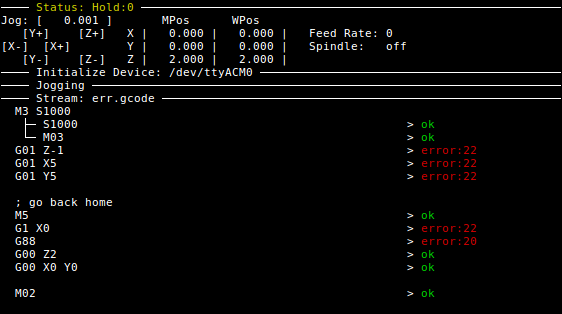 Status: Hold:0
Jog: [   0.001 ]       MPos      WPos
[Y+]    [Z+]   X |  0.000 |  0.000 |   Feed Rate: 0
[X-]  [X+]        Y |  0.000 |  0.000 |   Spindle:   off
[Y-]    [Z-]   Z |  2.000 |  2.000 |
Initialize Device: /dev/ttyACM0
Jogging
Stream: err.gcode
M3 S1000
S1000 > ok
M03 > ok
G01 Z-1 > error:22
G01 X5 > error:22
G01 Y5 > error:22
; go back home
M5 > ok
G1 X0 > error:22
G88 > error:20
G00 Z2 > ok
G00 X0 Y0 > ok
M02 > ok